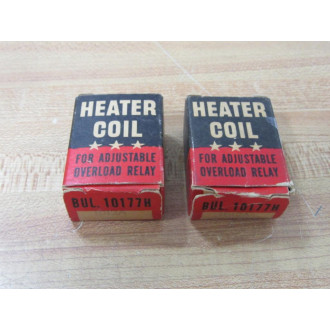 HEATER
COIL
FOR ADJUSTABLE
OVERLOAD RELAY
BUL. 10177H
HEATER
COIL
FOR ADJUSTABLE
OVERLOAD RELAY
BUL. 10177H